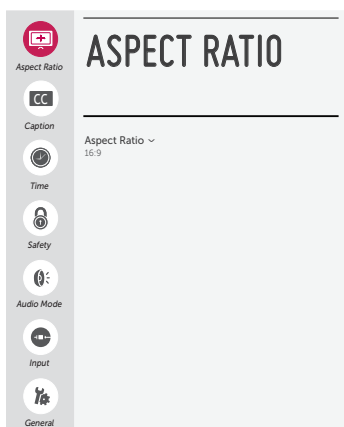 Aspect Ratio
CC
Caption
Time
Safety
Audio Mode
Input
General
ASPECT RATIO
Aspect Ratio
16:9